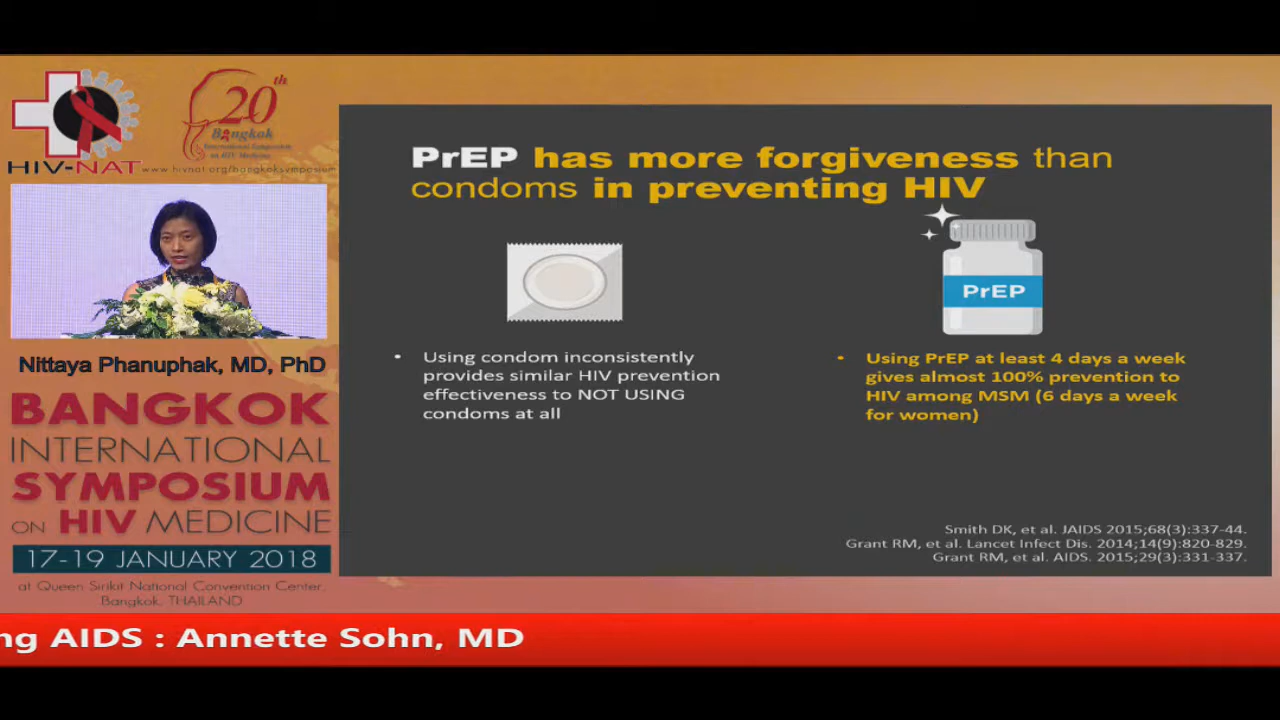 20th
Bangkok
International Symposium
on HIV Medicine
HIV-NAT
www.hivnat.org/bangkoksymposium
Nittaya Phanuphak, MD, PhD
BANGKOK
INTERNATIONAL
SYMPOSIUM
ON HIV MEDICINE
17-19 JANUARY 2018
at Queen Sirikit National Convention Center,
Bangkok, THAILAND
PrEP has more forgiveness than
condoms in preventing HIV
PrEP
• Using condom inconsistently
provides similar HIV prevention
effectiveness to NOT USING
condoms at all
• Using PrEP at least 4 days a week
gives almost 100% prevention to
HIV among MSM (6 days a week
for women)
Smith DK, et al. JAIDS 2015;68(3):337-44.
Grant RM, et al. Lancet Infect Dis. 2014;14(9):820-829.
Grant RM, et al. AIDS. 2015;29(3):331-337.
ng AIDS : Annette Sohn, MD